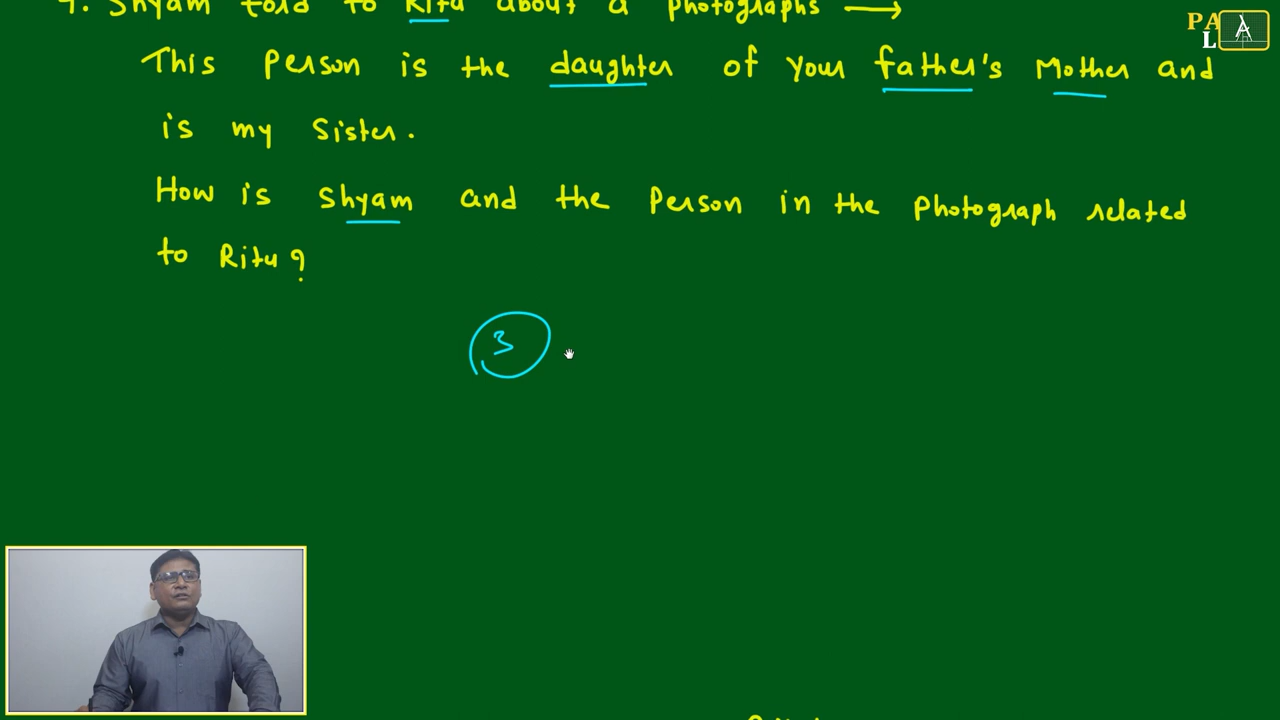 Shyam told to Ritu about a photographs →
This Person is the daughter of your father's Mother and
is my Sister.
How is Shyam and the Person in the Photograph related
to Ritu?
3
PA
L